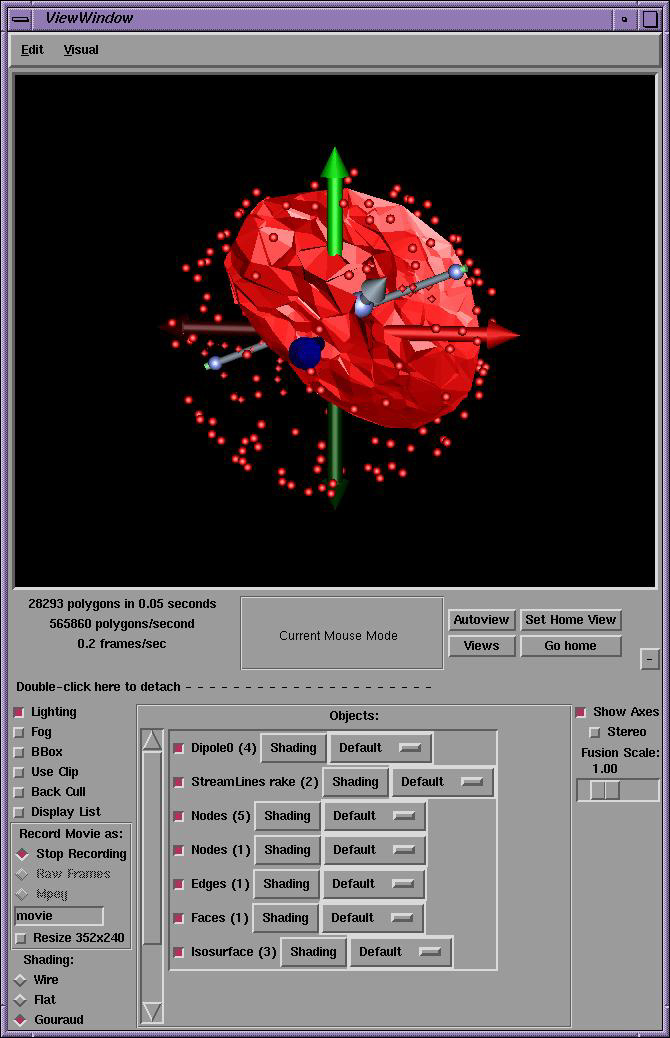 ViewWindow
Edit Visual
28293 polygons in 0.05 seconds
565860 polygons/second
0.2 frames/sec
Current Mouse Mode
Autoview Set Home View
Views Go home
-
Double-click here to detach - - - - - - - - - - - - - - - - - - - - -
Lighting
Fog
BBox
Use Clip
Back Cull
Display List
Record Movie as:
Stop Recording
Raw Frames
Mpeg
movie
Resize 352x240
Shading:
Wire
Flat
Gouraud
Objects:
Dipole0 (4) Shading Default
StreamLines rake (2) Shading Default
Nodes (5) Shading Default
Nodes (1) Shading Default
Edges (1) Shading Default
Faces (1) Shading Default
Isosurface (3) Shading Default
Show Axes
Stereo
Fusion Scale:
1.00